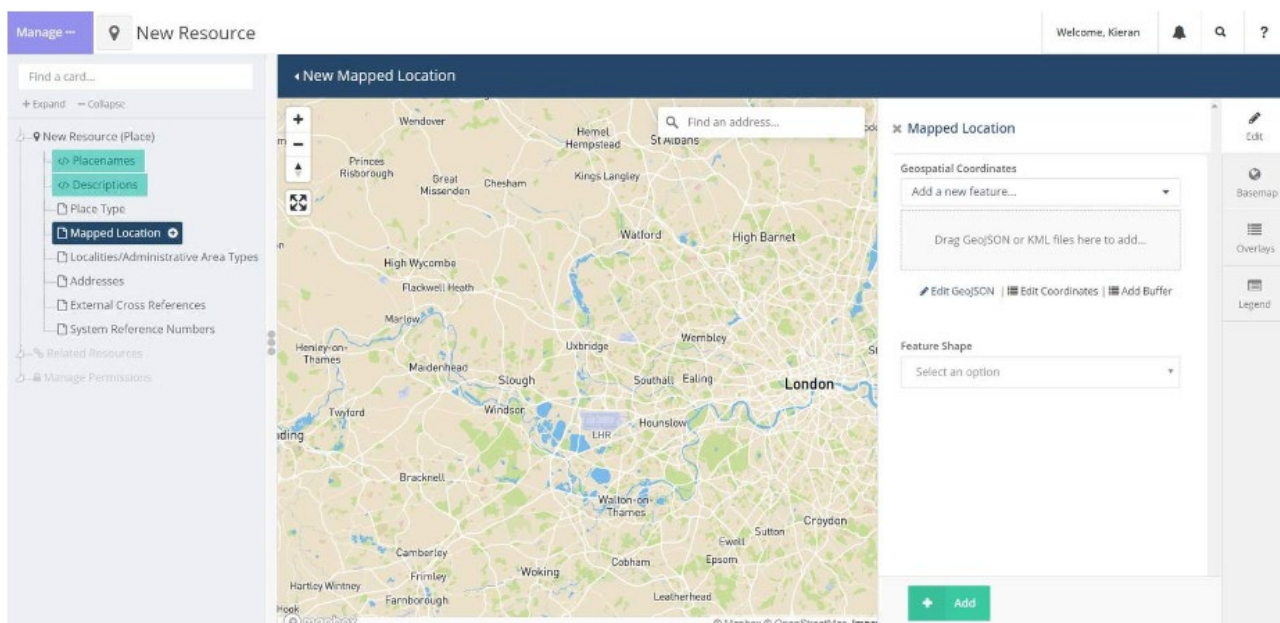 Manage
New Resource
Welcome, Kieran
?
Find a card...
+ Expand
− Collapse
New Resource (Place)
</> Placenames
</> Descriptions
Place Type
Mapped Location
Localities/Administrative Area Types
Addresses
External Cross References
System Reference Numbers
Related Resources
Manage Permissions
New Mapped Location
+
−
Find an address...
Wendover
Hemel
Hempstead
St Albans
Princes
Risborough
Great
Missenden
Chesham
Kings Langley
Watford
High Barnet
High Wycombe
Flackwell Heath
Marlow
Henley-on-
Thames
Maidenhead
Uxbridge
Wembley
Slough
Southall
Ealing
London
Twyford
Windsor
Hounslow
LHR
ding
Bracknell
Walton-on-
Thames
Croydon
Sutton
Ewell
Epsom
Camberley
Cobham
Frimley
Woking
Hartley Wintney
Farnborough
Leatherhead
Hook
mapbox
© Mapbox © OpenStreetMap
Mapped Location
Geospatial Coordinates
Add a new feature...
Drag GeoJSON or KML files here to add...
Edit GeoJSON | Edit Coordinates | Add Buffer
Feature Shape
Select an option
+ Add
Edit
Basemap
Overlays
Legend